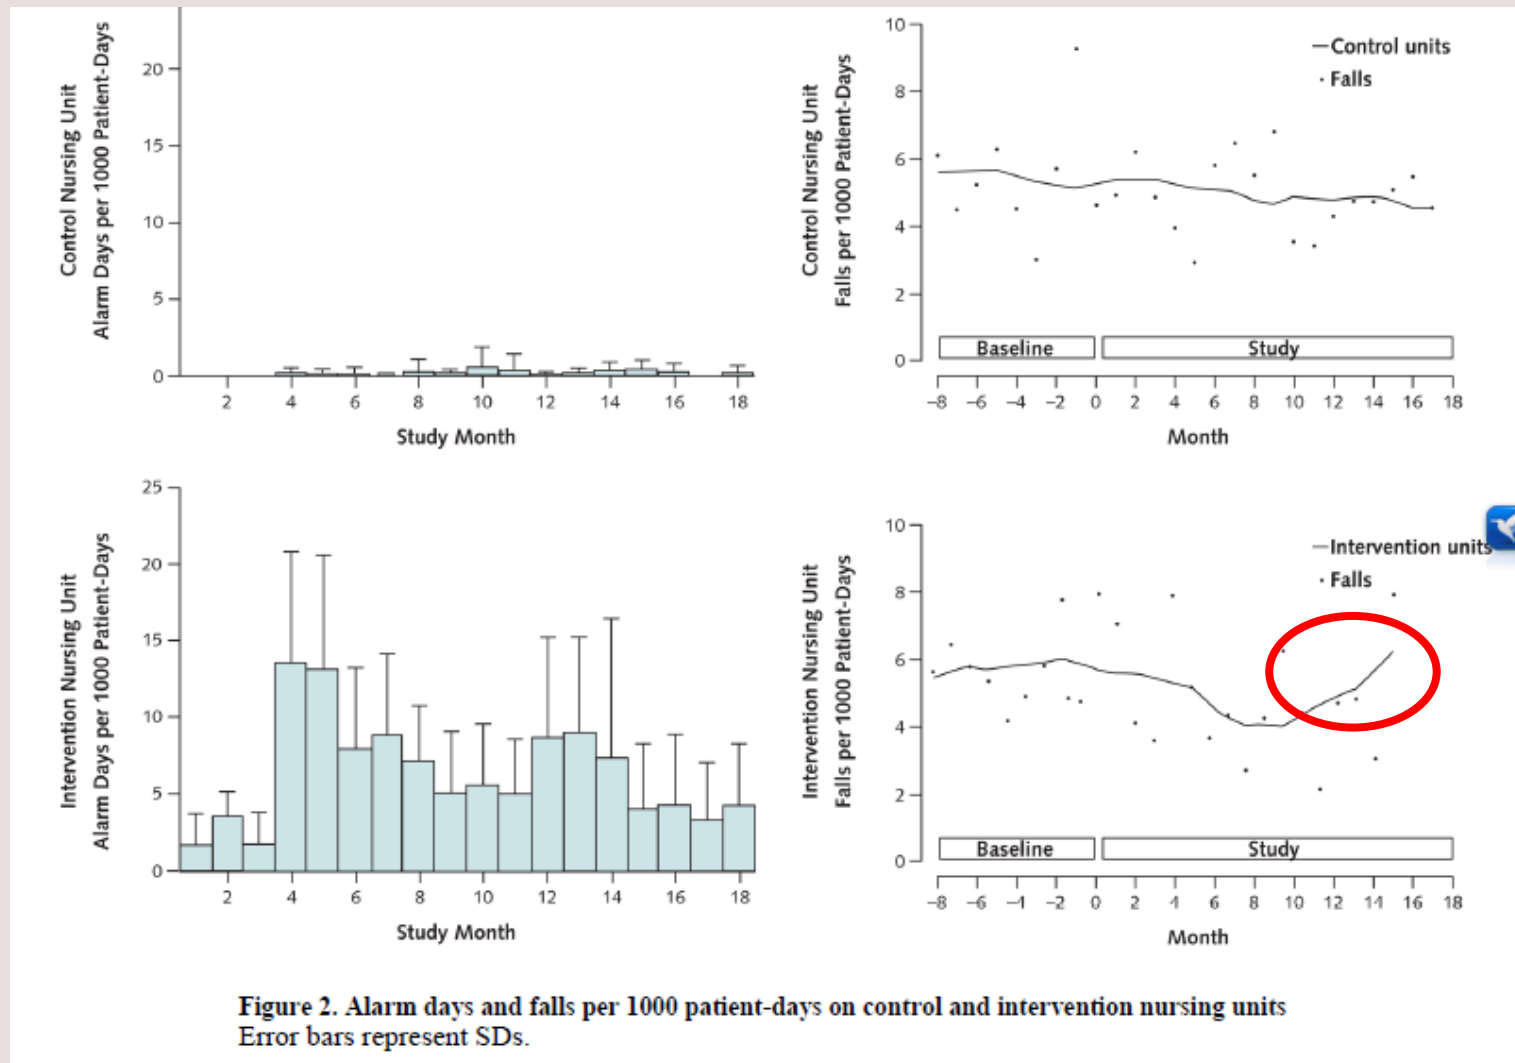 Control Nursing Unit
Alarm Days per 1000 Patient-Days
20
15
10
5
0
2 4 6 8 10 12 14 16 18
Study Month
Control Nursing Unit
Falls per 1000 Patient-Days
10
8
6
4
2
0
Control units
Falls
Baseline
Study
–8 –6 –4 –2 0 2 4 6 8 10 12 14 16 18
Month
Intervention Nursing Unit
Alarm Days per 1000 Patient-Days
25
20
15
10
5
0
2 4 6 8 10 12 14 16 18
Study Month
Intervention Nursing Unit
Falls per 1000 Patient-Days
10
8
6
4
2
0
Intervention units
Falls
Baseline
Study
–8 –6 –4 –2 0 2 4 6 8 10 12 14 16 18
Month
Figure 2. Alarm days and falls per 1000 patient-days on control and intervention nursing units
Error bars represent SDs.